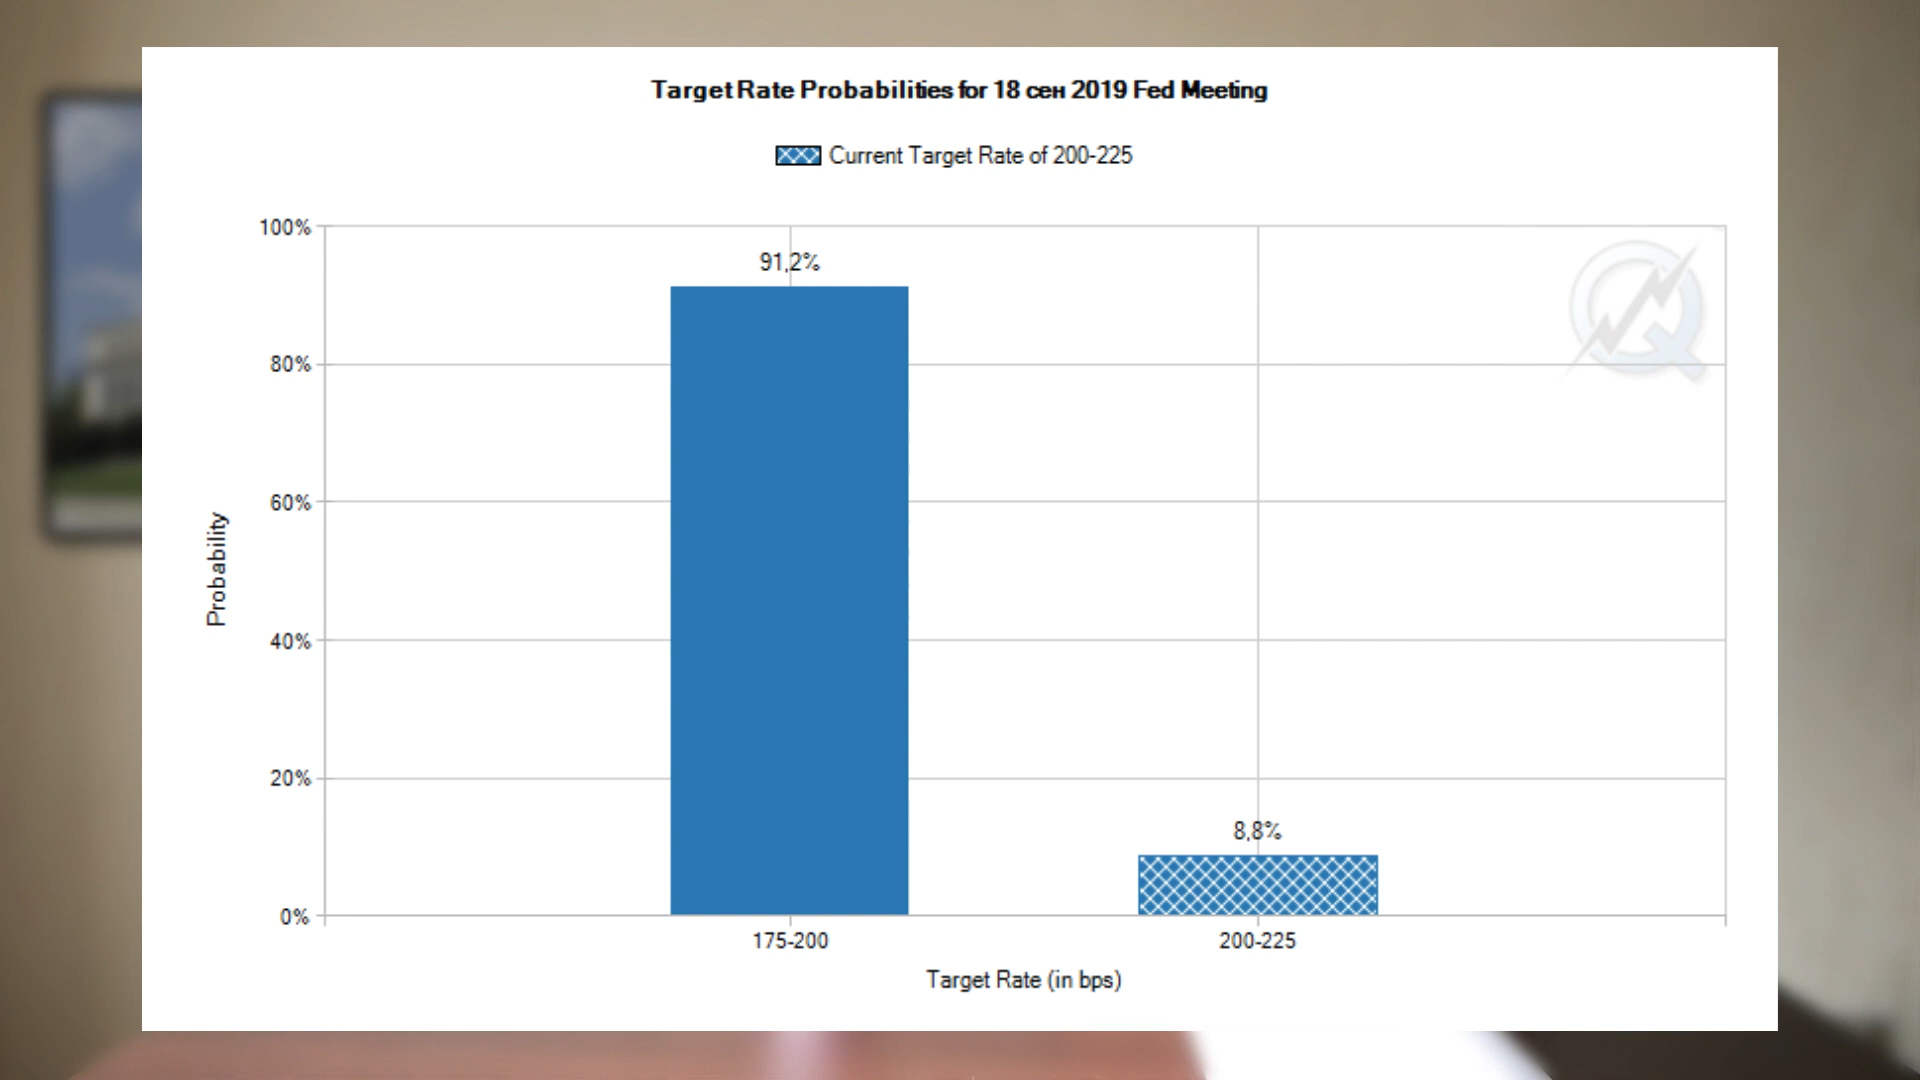 Target Rate Probabilities for 18 сен 2019 Fed Meeting
Current Target Rate of 200-225
100%
91,2%
80%
60%
Probability
40%
20%
8,8%
0%
175-200
200-225
Target Rate (in bps)
Q